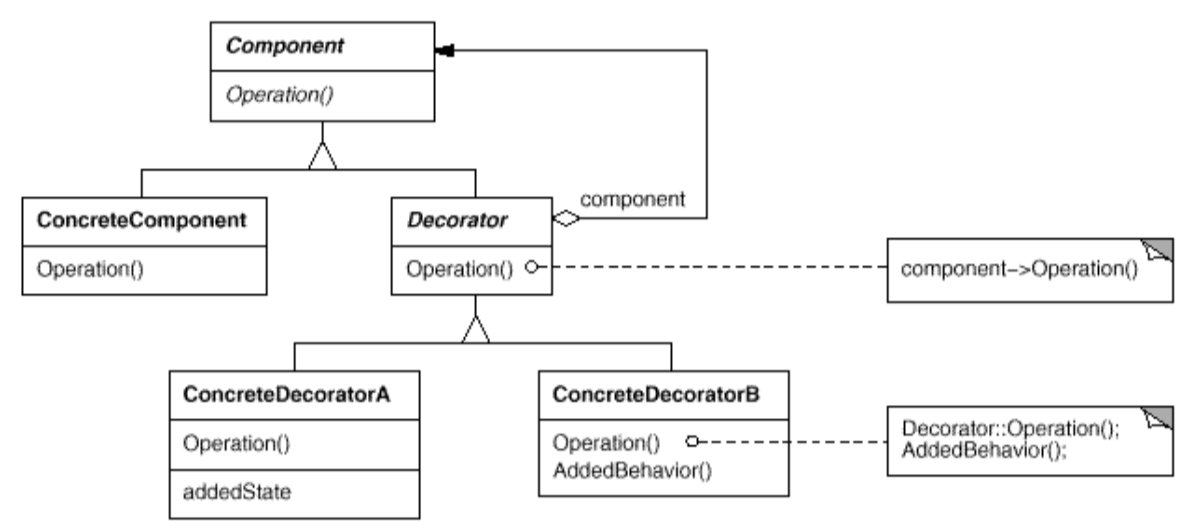 Component
Operation()
ConcreteComponent
Operation()
Decorator
Operation()
component
component–>Operation()
ConcreteDecoratorA
Operation()
addedState
ConcreteDecoratorB
Operation()
AddedBehavior()
Decorator::Operation();
AddedBehavior();